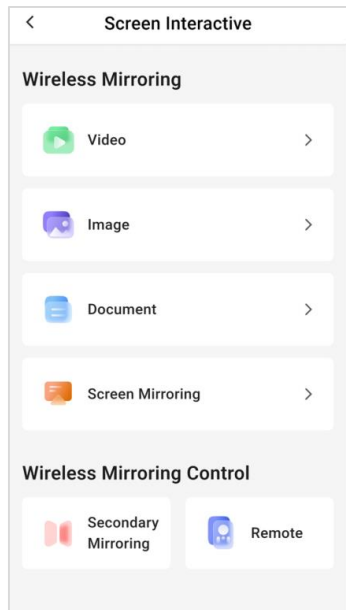 Screen Interactive
Wireless Mirroring
Video
Image
Document
Screen Mirroring
Wireless Mirroring Control
Secondary
Mirroring
Remote